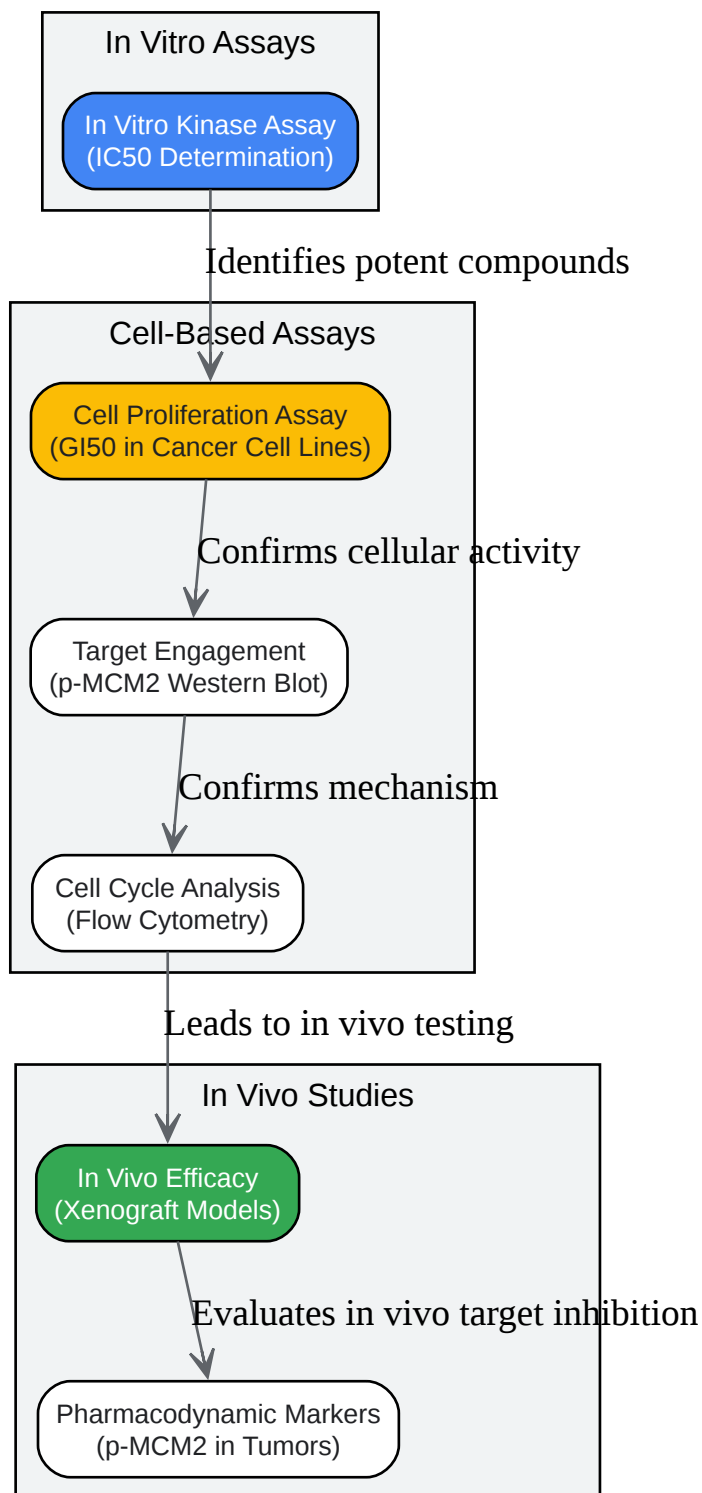 In Vitro Assays
In Vitro Kinase Assay
(IC50 Determination)
Identifies potent compounds
Cell-Based Assays
Cell Proliferation Assay
(GI50 in Cancer Cell Lines)
Confirms cellular activity
Target Engagement
(p-MCM2 Western Blot)
Confirms mechanism
Cell Cycle Analysis
(Flow Cytometry)
Leads to in vivo testing
In Vivo Studies
In Vivo Efficacy
(Xenograft Models)
Evaluates in vivo target inhibition
Pharmacodynamic Markers
(p-MCM2 in Tumors)